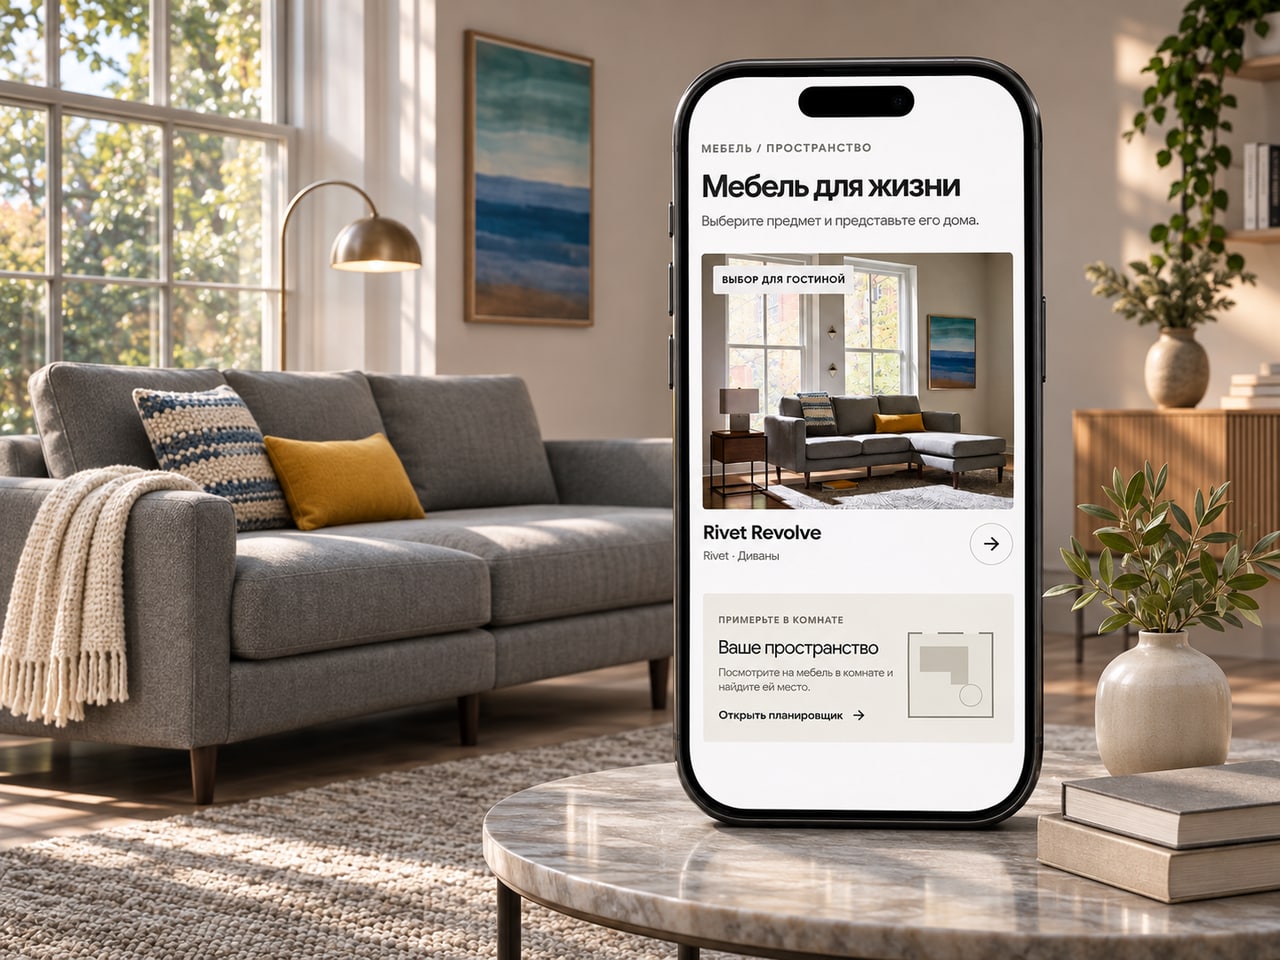 МЕБЕЛЬ / ПРОСТРАНСТВО
Мебель для жизни
Выберите предмет и представьте его дома.
ВЫБОР ДЛЯ ГОСТИНОЙ
Rivet Revolve
Rivet · Диваны
ПРИМЕРЬТЕ В КОМНАТЕ
Ваше пространство
Посмотрите на мебель в комнате и
найдите ей место.
Открыть планировщик →